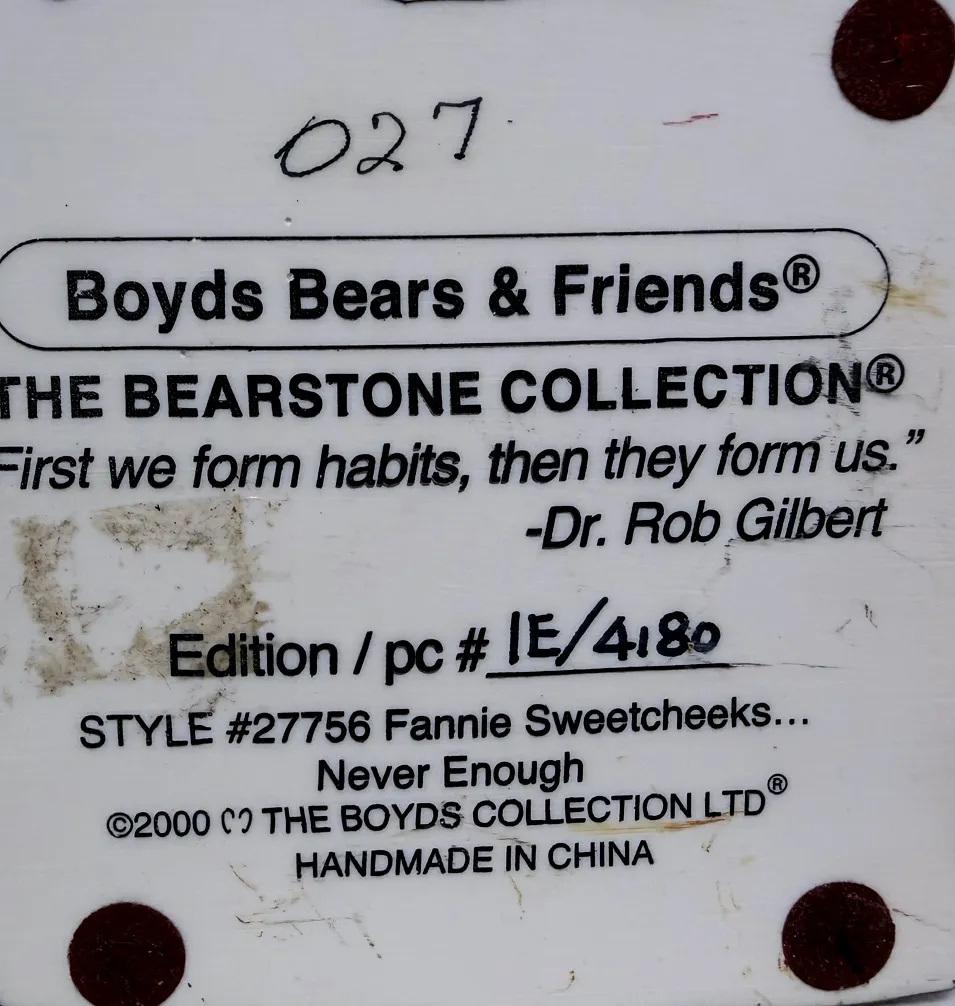 027
Boyds Bears & Friends®
THE BEARSTONE COLLECTION®
First we form habits, then they form us."
-Dr. Rob Gilbert
Edition / pc # 1E/4180
STYLE #27756 Fannie Sweetcheeks...
Never Enough
©2000 THE BOYDS COLLECTION LTD®
HANDMADE IN CHINA